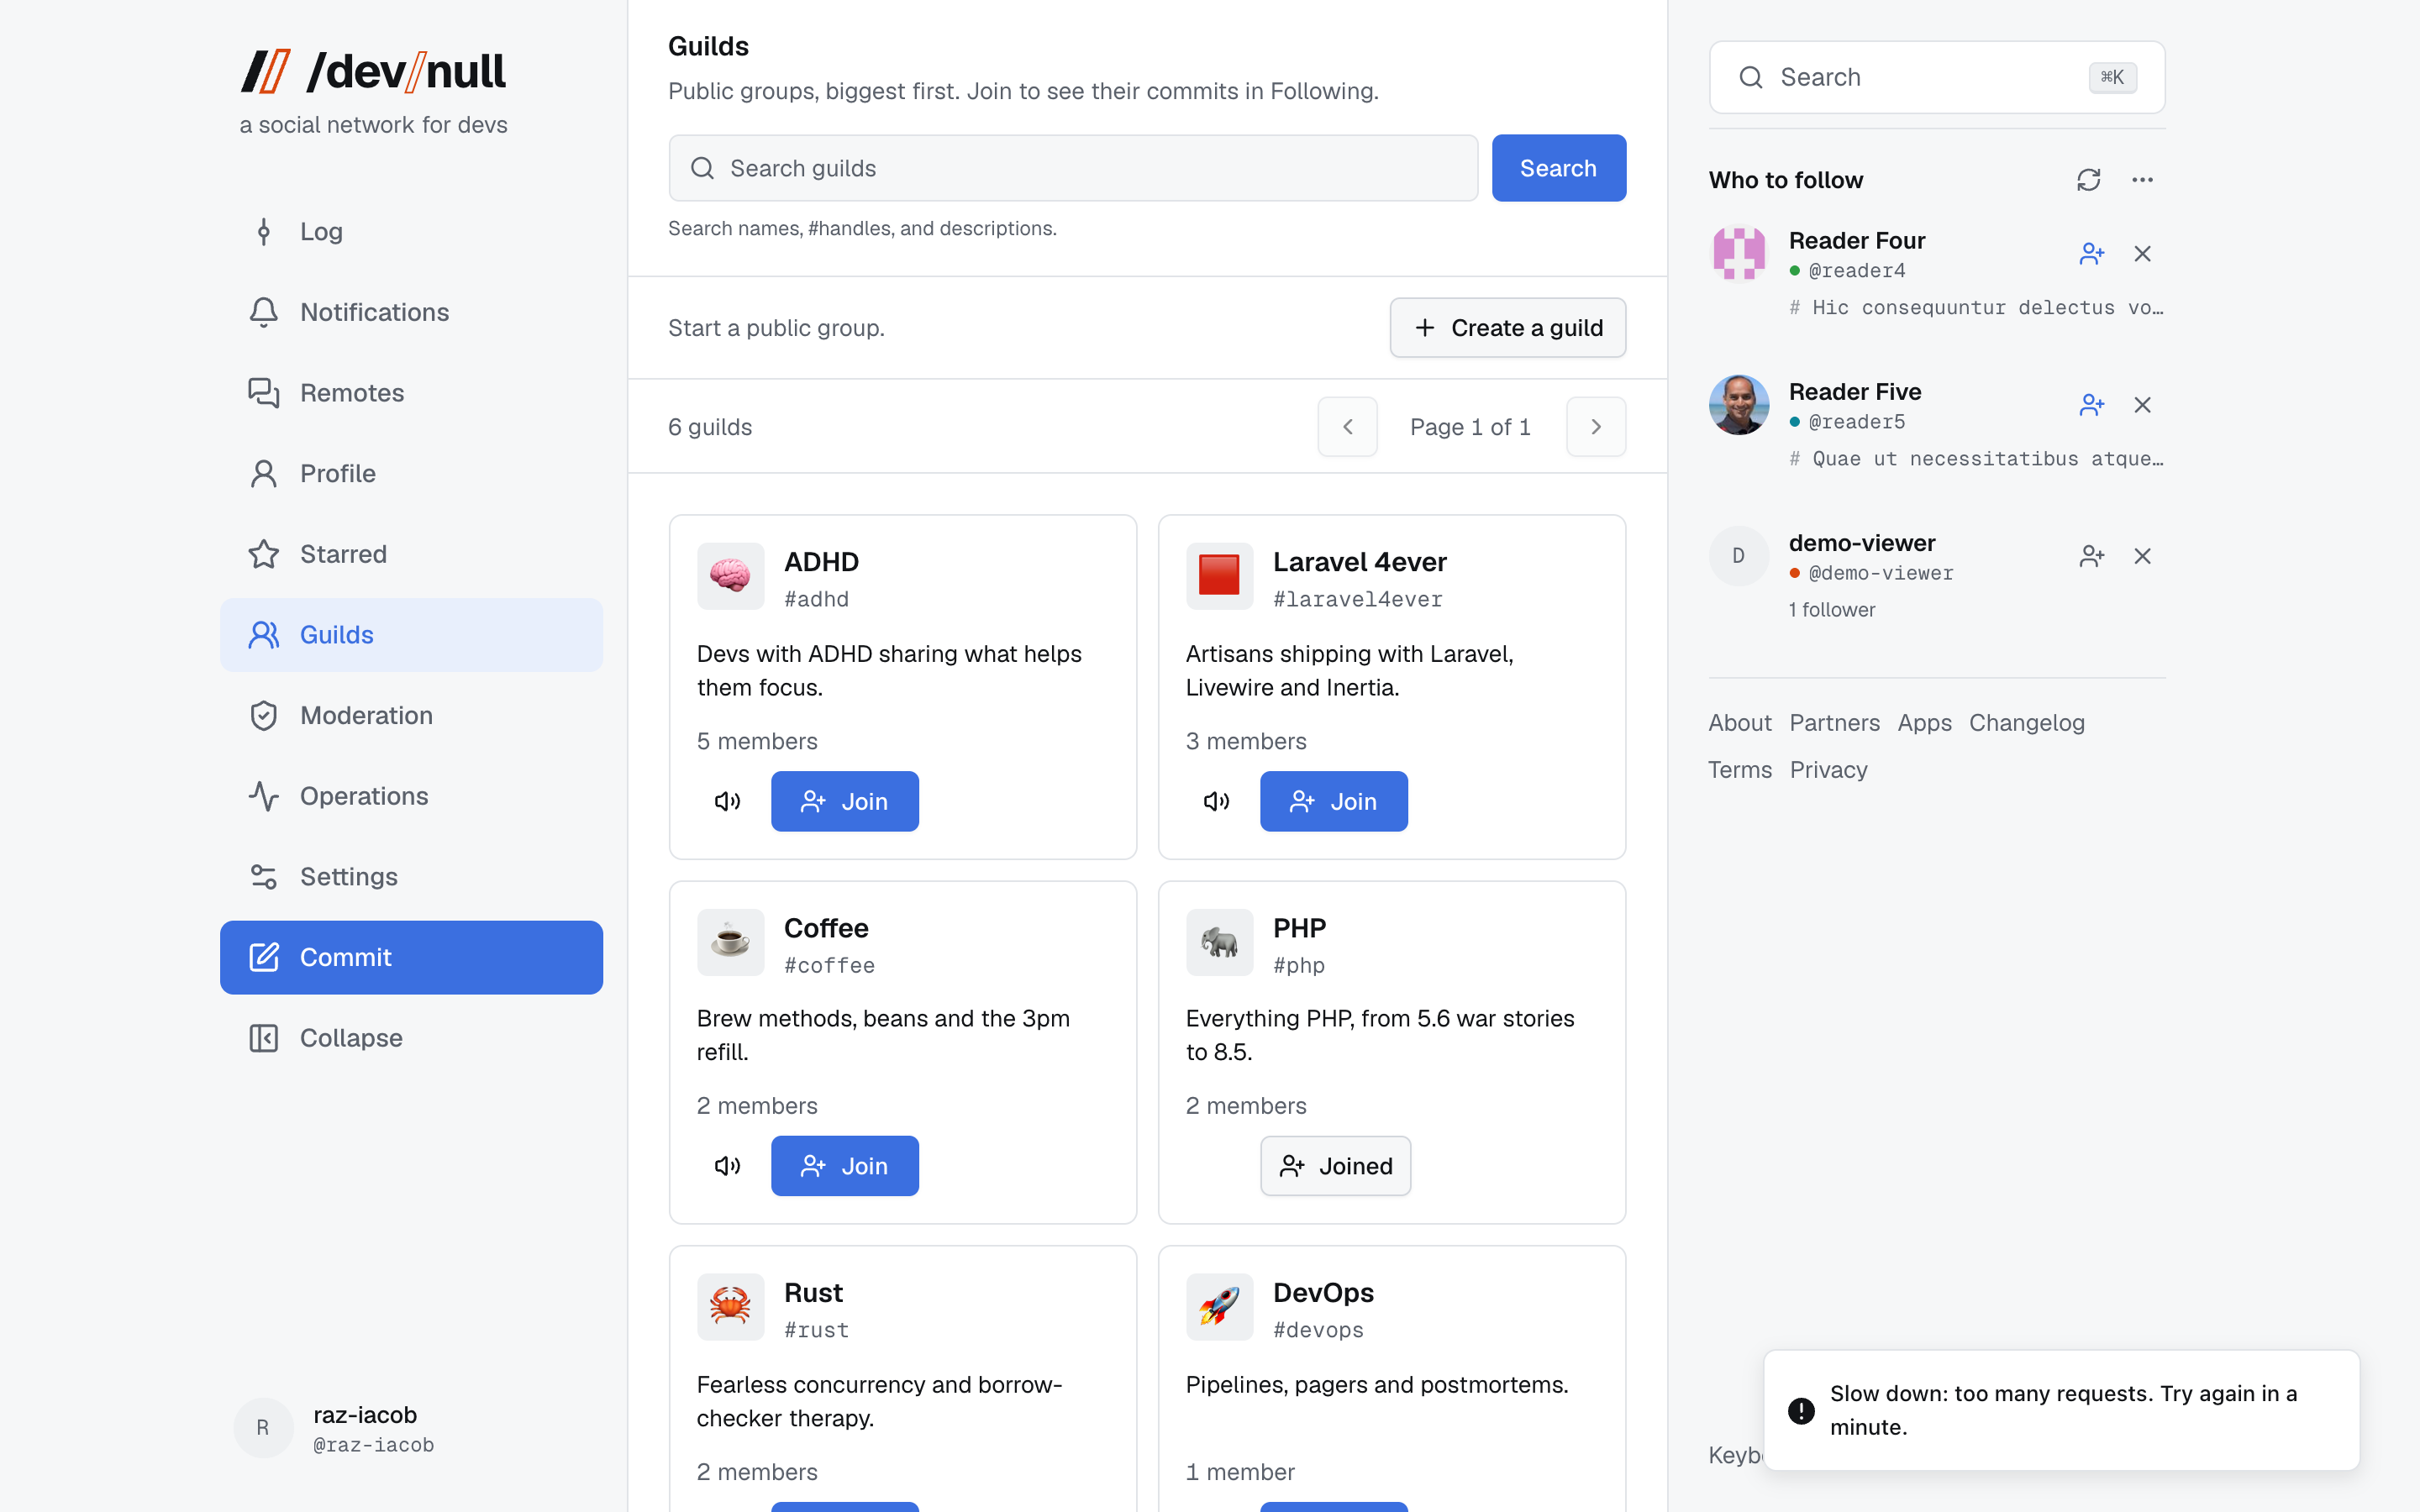 /dev/null
a social network for devs
Log
Notifications
Remotes
Profile
Starred
Guilds
Moderation
Operations
Settings
Commit
Collapse
R
raz-iacob
@raz-iacob
Guilds
Public groups, biggest first. Join to see their commits in Following.
Search guilds
Search
Search names, #handles, and descriptions.
Start a public group.
Create a guild
6 guilds
Page 1 of 1
ADHD
#adhd
Devs with ADHD sharing what helps
them focus.
5 members
Join
Laravel 4ever
#laravel4ever
Artisans shipping with Laravel,
Livewire and Inertia.
3 members
Join
Coffee
#coffee
Brew methods, beans and the 3pm
refill.
2 members
Join
PHP
#php
Everything PHP, from 5.6 war stories
to 8.5.
2 members
Joined
Rust
#rust
Fearless concurrency and borrow-
checker therapy.
2 members
DevOps
#devops
Pipelines, pagers and postmortems.
1 member
Search
⌘K
Who to follow
Reader Four
@reader4
# Hic consequuntur delectus vo…
Reader Five
@reader5
# Quae ut necessitatibus atque…
D
demo-viewer
@demo-viewer
1 follower
About Partners Apps Changelog
Terms Privacy
Slow down: too many requests. Try again in a
minute.